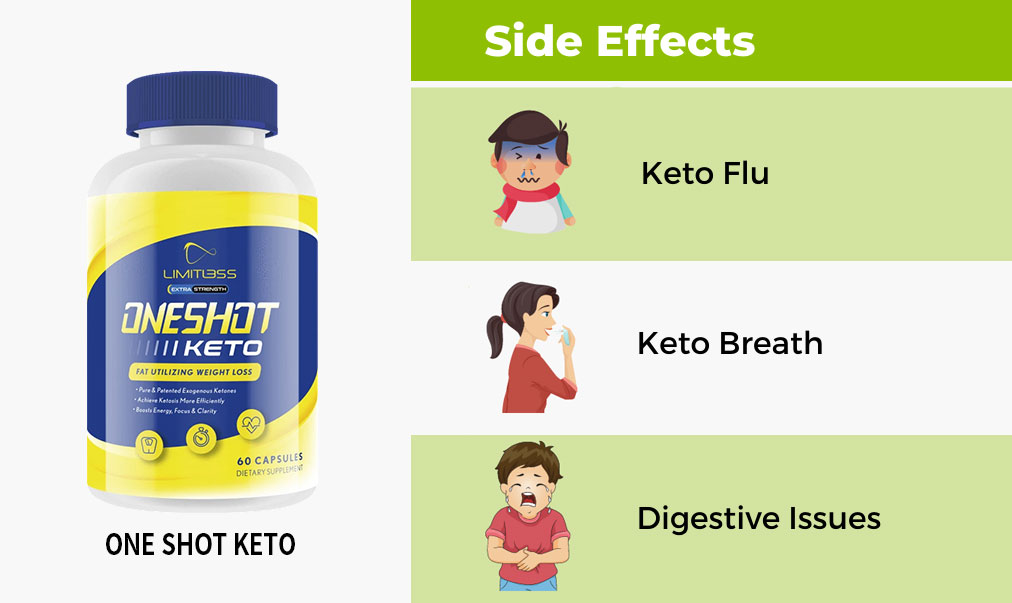 LIMITLESS
EXTRA STRENGTH
ONESHOT
KETO
FAT UTILIZING WEIGHT LOSS
• Pure & Patented Exogenous Ketones
• Achieve Ketosis More Efficiently
• Boosts Energy, Focus & Clarity
60 CAPSULES
DIETARY SUPPLEMENT
ONE SHOT KETO
Side Effects
Keto Flu
Keto Breath
Digestive Issues